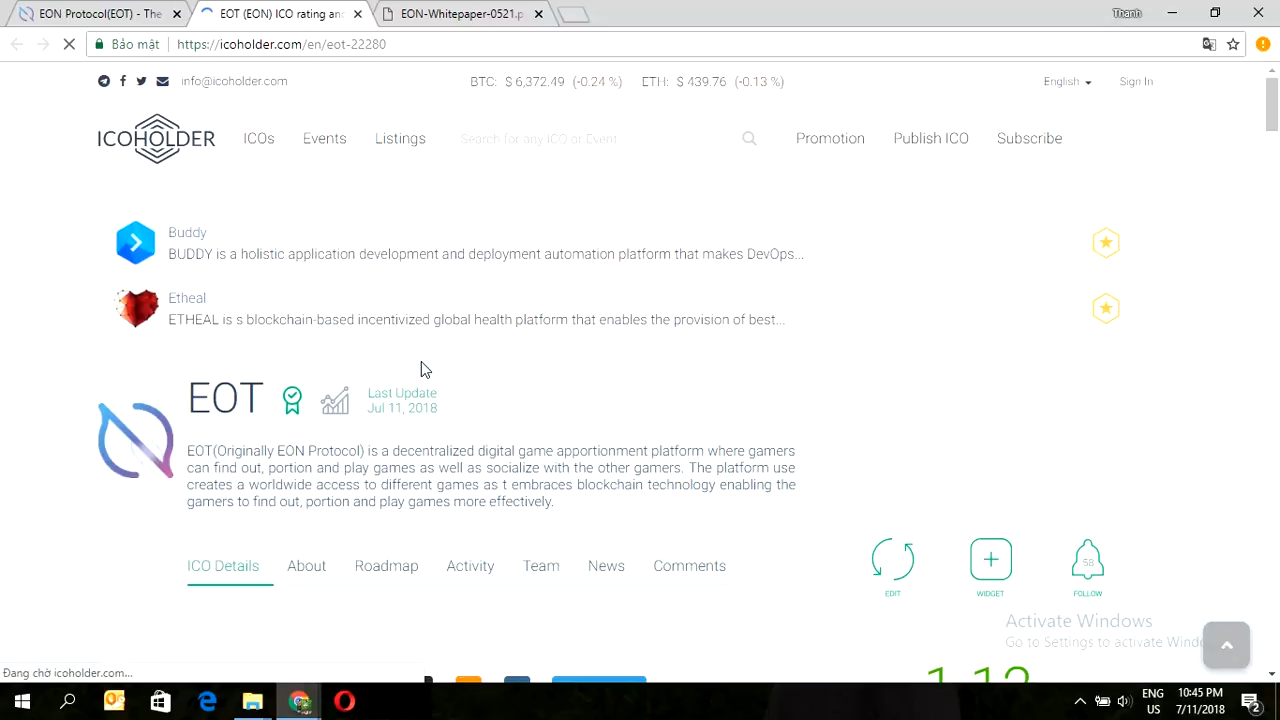 EON Protocol(EOT) - The
EOT (EON) ICO rating and
EON-Whitepaper-0521.p
Thanh
Bảo mật
https://icoholder.com/en/eot-22280
info@icoholder.com
BTC: $ 6,372.49 (-0.24 %) ETH: $ 439.76 (-0.13 %)
English
Sign In
ICOHOLDER
ICOs
Events
Listings
Search for any ICO or Event
Promotion
Publish ICO
Subscribe
Buddy
BUDDY is a holistic application development and deployment automation platform that makes DevOps...
Etheal
ETHEAL is s blockchain-based incentivized global health platform that enables the provision of best...
EOT
Last Update
Jul 11, 2018
EOT(Originally EON Protocol) is a decentralized digital game apportionment platform where gamers
can find out, portion and play games as well as socialize with the other gamers. The platform use
creates a worldwide access to different games as t embraces blockchain technology enabling the
gamers to find out, portion and play games more effectively.
ICO Details
About
Roadmap
Activity
Team
News
Comments
58
EDIT
WIDGET
FOLLOW
Activate Windows
Go to Settings to activate
Đang chờ icoholder.com...
ENG
US
10:45 PM
7/11/2018
2